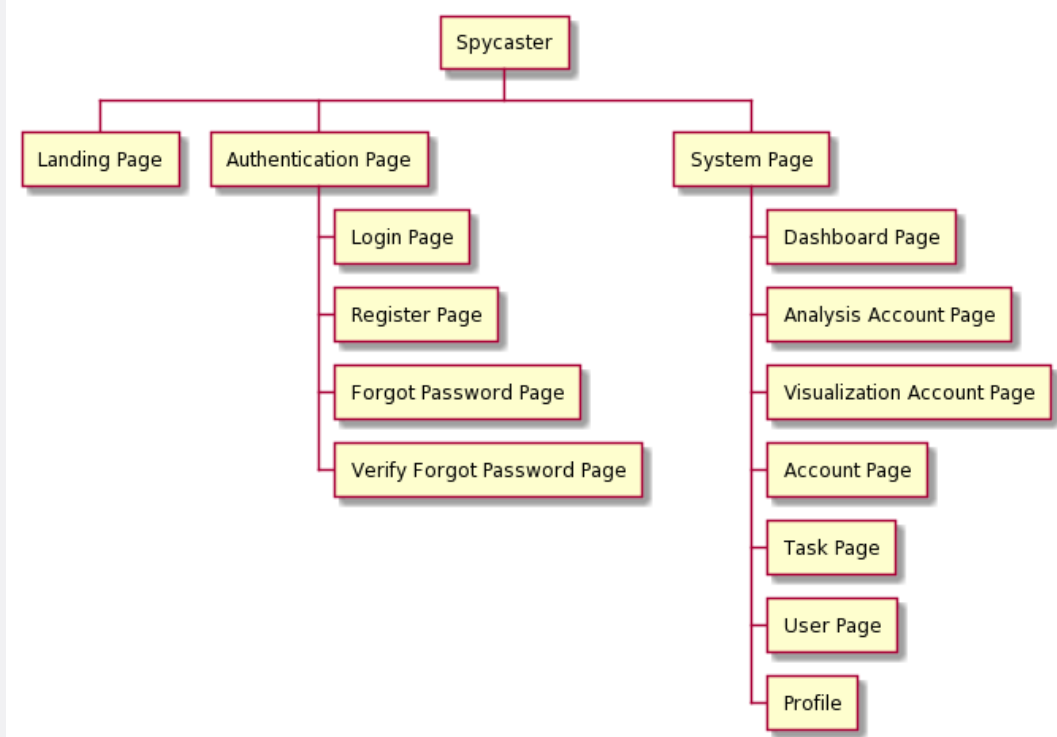 Spycaster
Landing Page
Authentication Page
System Page
Login Page
Register Page
Forgot Password Page
Verify Forgot Password Page
Dashboard Page
Analysis Account Page
Visualization Account Page
Account Page
Task Page
User Page
Profile